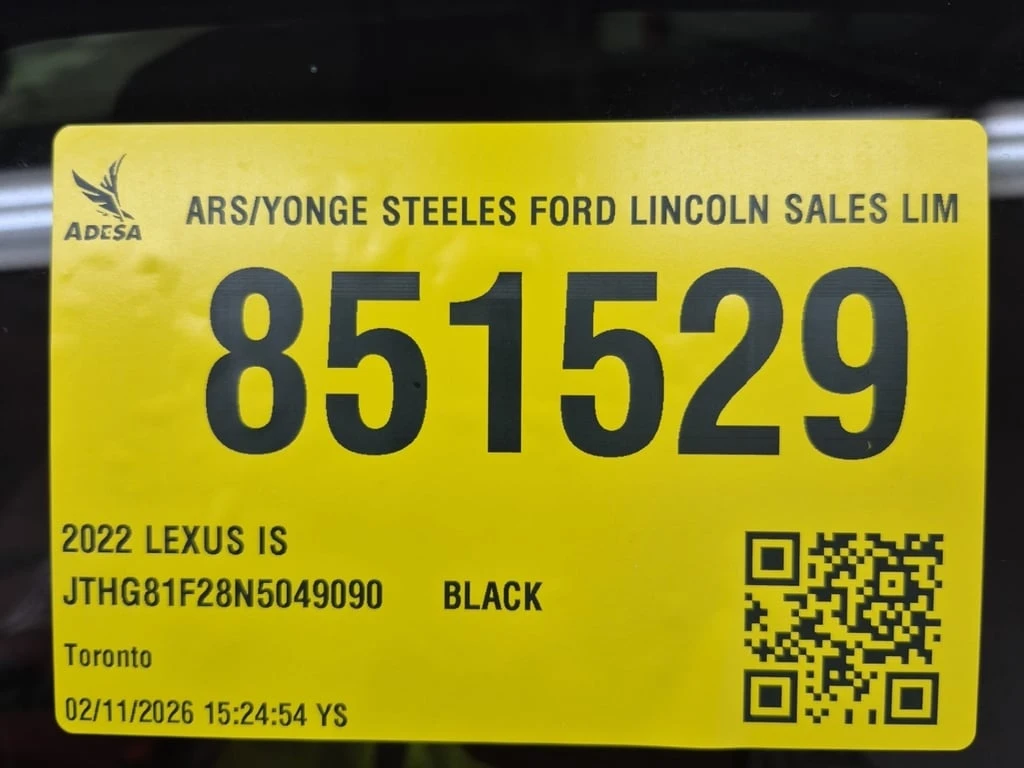 ADESA
ARS/YONGE STEELES FORD LINCOLN SALES LIM
851529
2022 LEXUS IS
JTHG81F28N5049090 BLACK
Toronto
02/11/2026 15:24:54 YS